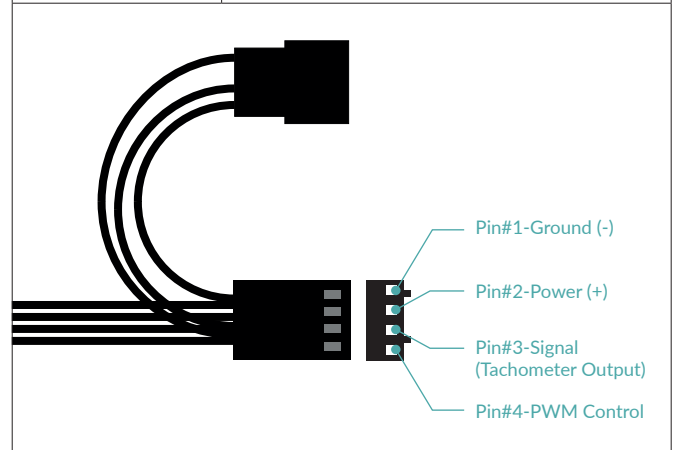 Pin#1-Ground (-)
Pin#2-Power (+)
Pin#3-Signal
(Tachometer Output)
Pin#4-PWM Control